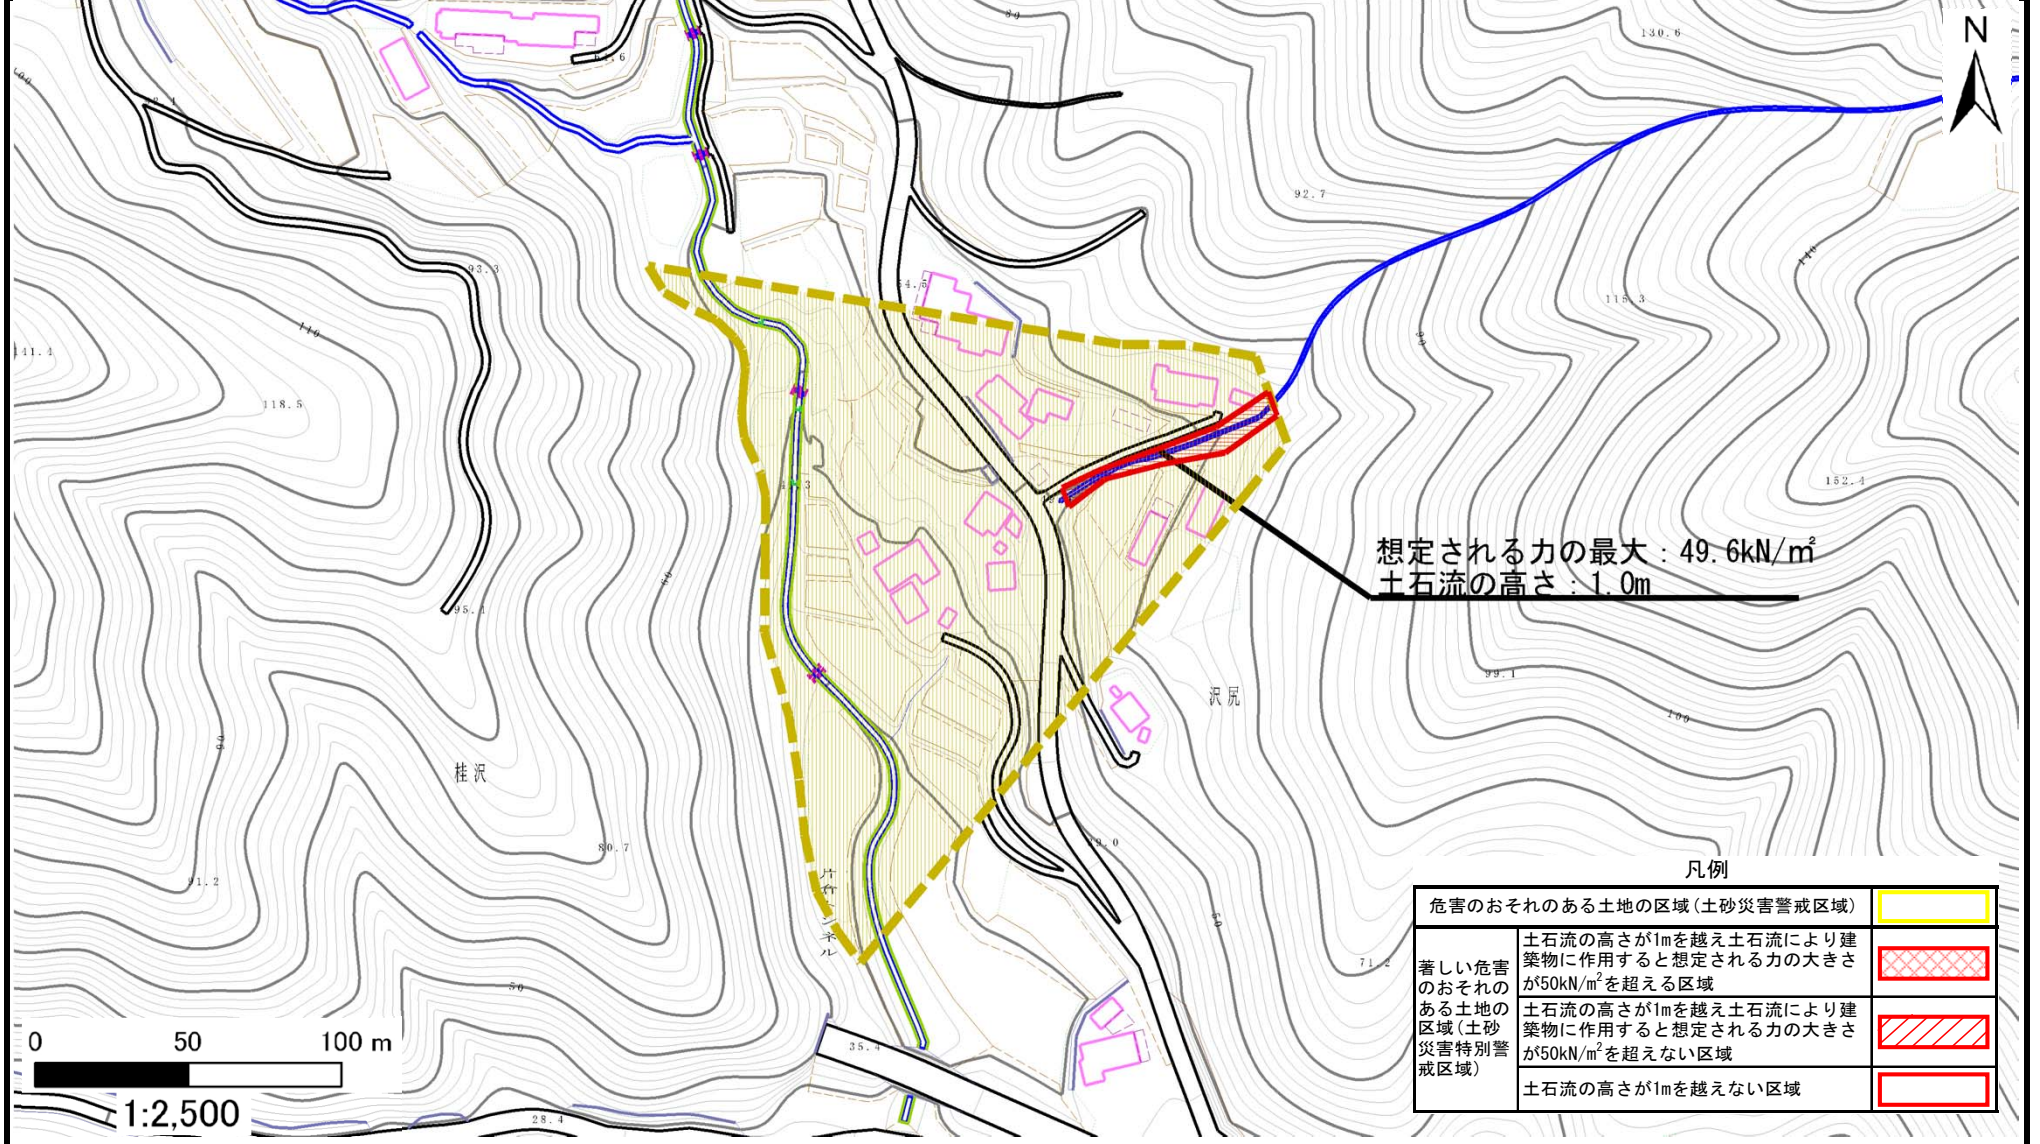 N
80
130.6
64.6
100
92.7
93.3
140
54.5
115.3
110
90
141.4
118.5
152.4
想定される力の最大：49.6kN/㎡
土石流の高さ：1.0m
60
95.1
99.1
沢尻
100
90
桂沢
80.7
91.2
50
71.2
50
35.4
28.4
0 50 100 m
1:2,500
凡例
危害のおそれのある土地の区域(土砂災害警戒区域)
著しい危害
のおそれの
ある土地の
区域(土砂
災害特別警
戒区域)
土石流の高さが1mを越え土石流により建
築物に作用すると想定される力の大きさ
が50kN/m²を超える区域
土石流の高さが1mを越え土石流により建
築物に作用すると想定される力の大きさ
が50kN/m²を超えない区域
土石流の高さが1mを越えない区域